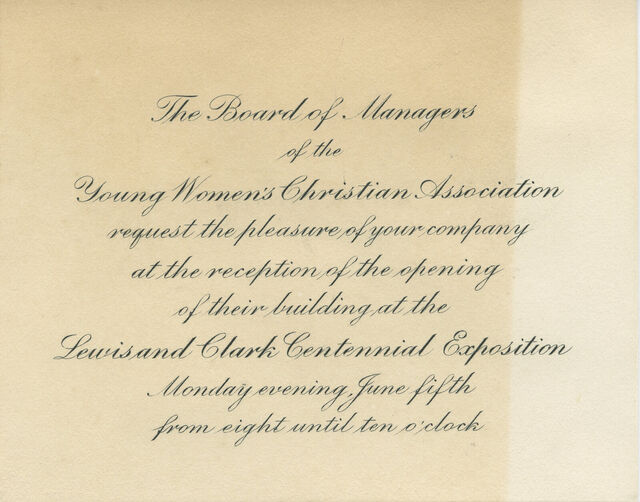 The Board of Managers
of the
Young Women's Christian Association
request the pleasure of your company
at the reception of the opening
of their building at the
Lewis and Clark Centennial Exposition
Monday evening, June fifth
from eight until ten o'clock